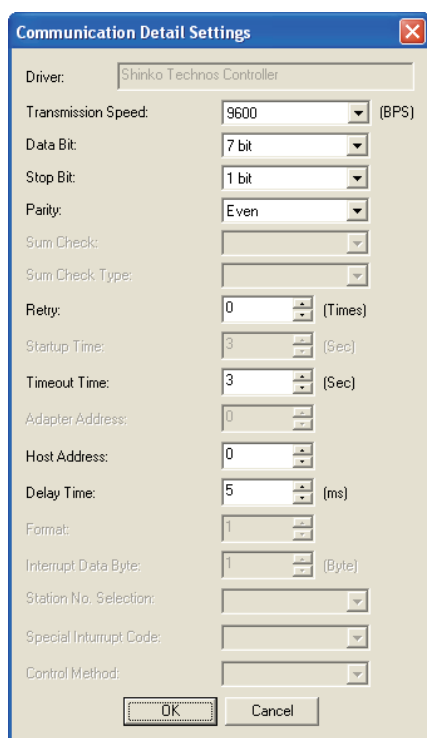 Communication Detail Settings
Driver: Shinko Technos Controller
Transmission Speed: 9600 (BPS)
Data Bit: 7 bit
Stop Bit: 1 bit
Parity: Even
Sum Check:
Sum Check Type:
Retry: 0 (Times)
Startup Time: 3 (Sec)
Timeout Time: 3 (Sec)
Adapter Address: 0
Host Address: 0
Delay Time: 5 (ms)
Format: 1
Interrupt Data Byte: 1 (Byte)
Station No. Selection:
Special Inturrupt Code:
Control Method:
OK Cancel